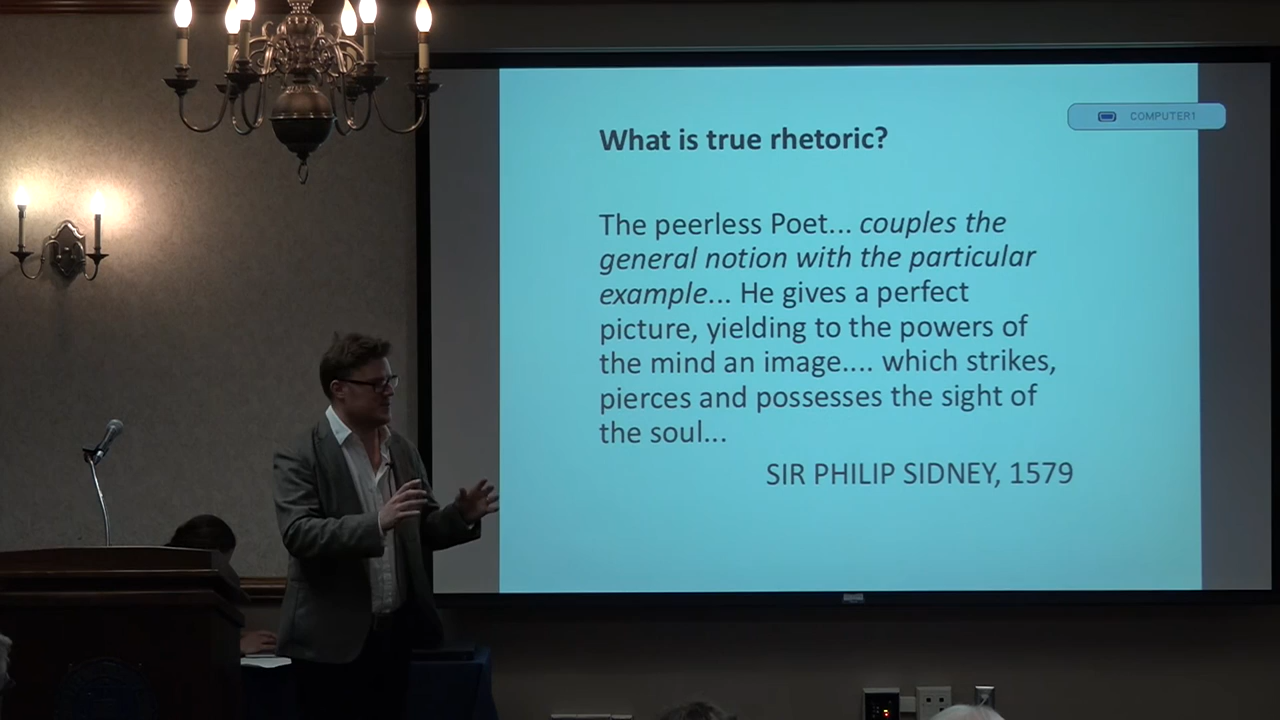 COMPUTER1
What is true rhetoric?
The peerless Poet... couples the
general notion with the particular
example... He gives a perfect
picture, yielding to the powers of
the mind an image.... which strikes,
pierces and possesses the sight of
the soul...
SIR PHILIP SIDNEY, 1579